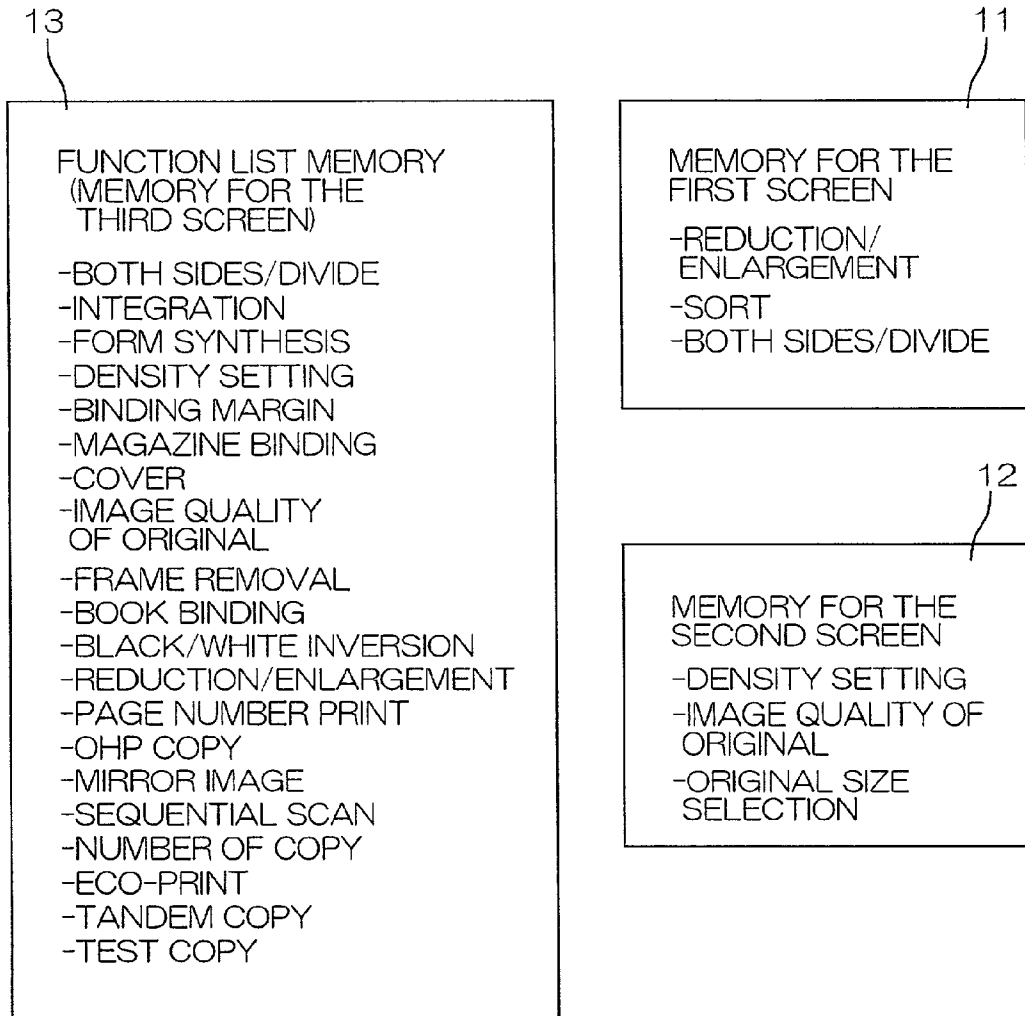 13
FUNCTION LIST MEMORY
(MEMORY FOR THE
THIRD SCREEN)
-BOTH SIDES/DIVIDE
-INTEGRATION
-FORM SYNTHESIS
-DENSITY SETTING
-BINDING MARGIN
-MAGAZINE BINDING
-COVER
-IMAGE QUALITY
OF ORIGINAL
-FRAME REMOVAL
-BOOK BINDING
-BLACK/WHITE INVERSION
-REDUCTION/ENLARGEMENT
-PAGE NUMBER PRINT
-OHP COPY
-MIRROR IMAGE
-SEQUENTIAL SCAN
-NUMBER OF COPY
-ECO-PRINT
-TANDEM COPY
-TEST COPY
11
MEMORY FOR THE
FIRST SCREEN
-REDUCTION/
ENLARGEMENT
-SORT
-BOTH SIDES/DIVIDE
12
MEMORY FOR THE
SECOND SCREEN
-DENSITY SETTING
-IMAGE QUALITY OF
ORIGINAL
-ORIGINAL SIZE
SELECTION